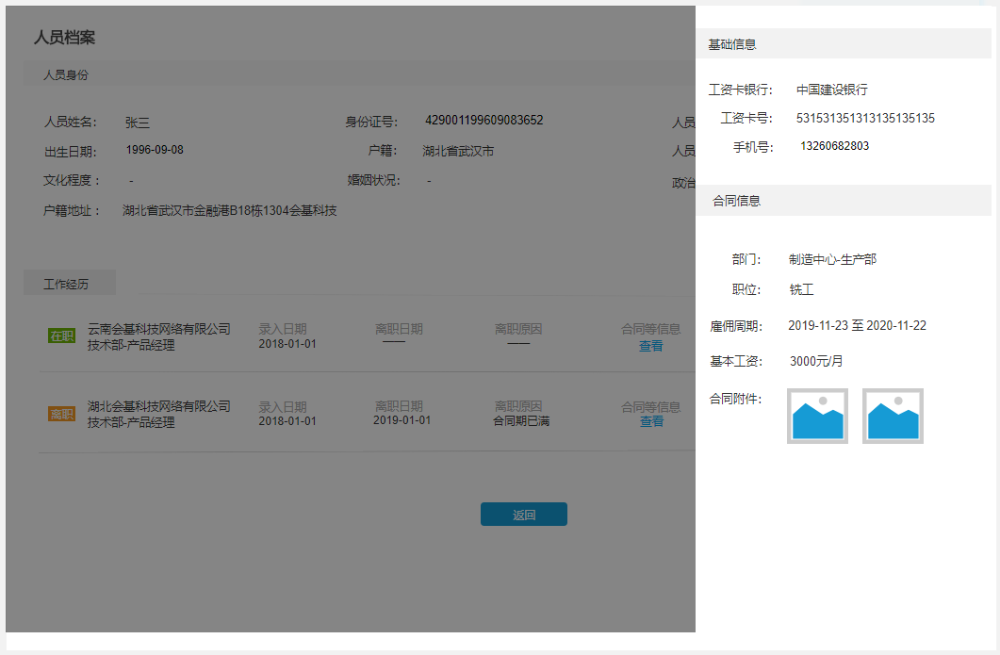 人员档案
人员身份
人员姓名: 张三 身份证号: 429001199609083652 人员
出生日期: 1996-09-08 户籍: 湖北省武汉市 人员
文化程度： - 婚姻状况: - 政治
户籍地址： 湖北省武汉市金融港B18栋1304会基科技
工作经历
在职 云南会基科技网络有限公司 录入日期 离职日期 离职原因 合同等信息
技术部-产品经理 2018-01-01 —— —— 查看
离职 湖北会基科技网络有限公司 录入日期 离职日期 离职原因 合同等信息
技术部-产品经理 2018-01-01 2019-01-01 合同期已满 查看
返回
基础信息
工资卡银行: 中国建设银行
工资卡号: 531531351313135135135
手机号: 13260682803
合同信息
部门: 制造中心-生产部
职位: 铣工
雇佣周期: 2019-11-23 至 2020-11-22
基本工资: 3000元/月
合同附件: